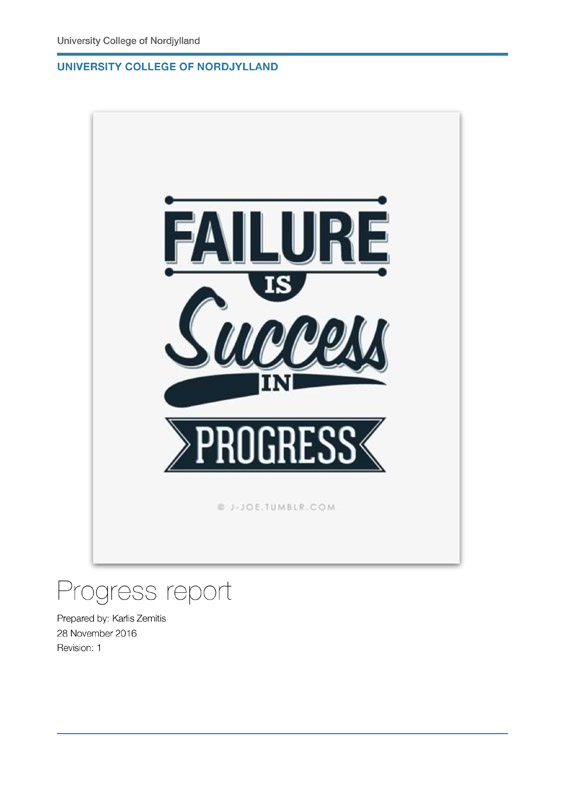 University College of Nordjylland
UNIVERSITY COLLEGE OF NORDJYLLAND
FAILURE
IS
Success
IN
PROGRESS
© J-JOE.TUMBLR.COM
Progress report
Prepared by: Karlis Zemitis
28 November 2016
Revision: 1